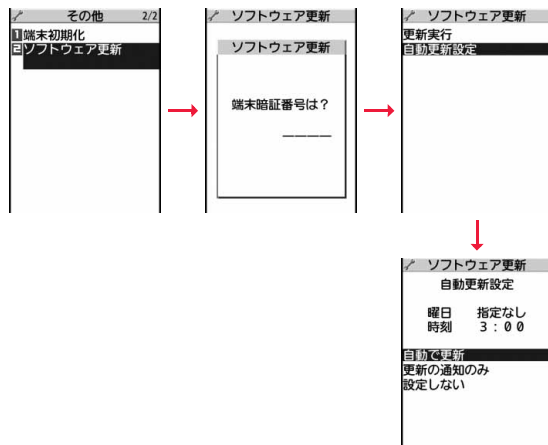 その他 2/2
1端末初期化
2ソフトウェア更新
ソフトウェア更新
ソフトウェア更新
端末暗証番号は?
____
ソフトウェア更新
更新実行
自動更新設定
ソフトウェア更新
自動更新設定
曜日 指定なし
時刻 3:00
自動で更新
更新の通知のみ
設定しない